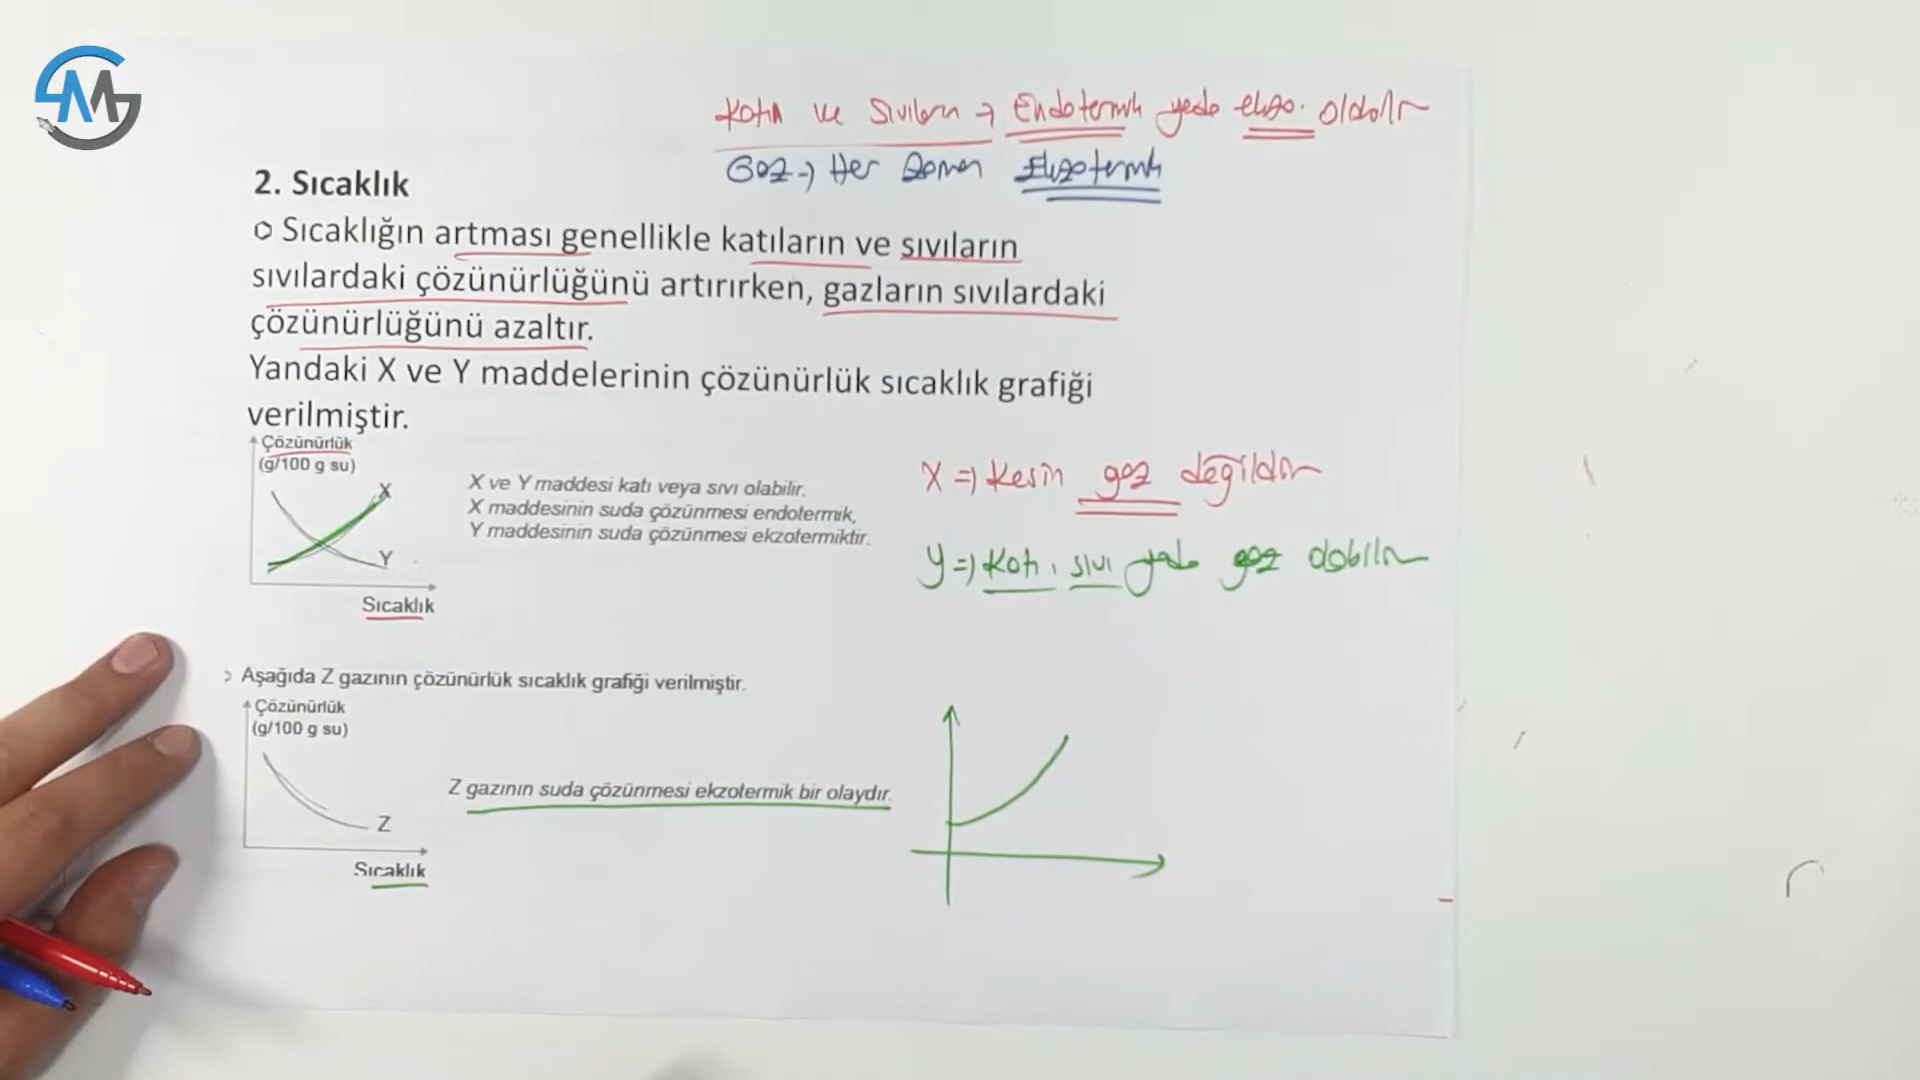 Katın ve Sıvıların → Endotermik yada ekzo. olabilir
Gaz → Her Zaman Ekzotermik
2. Sıcaklık
Sıcaklığın artması genellikle katıların ve sıvıların
sıvılardaki çözünürlüğünü artırırken, gazların sıvılardaki
çözünürlüğünü azaltır.
Yandaki X ve Y maddelerinin çözünürlük sıcaklık grafiği
verilmiştir.
Çözünürlük
(g/100 g su)
X
Y
Sıcaklık
X ve Y maddesi katı veya sıvı olabilir.
X maddesinin suda çözünmesi endotermik,
Y maddesinin suda çözünmesi ekzotermiktir.
X ⇒ Kesin gaz değildir
Y ⇒ Katı, sıvı yada gaz olabilir
Aşağıda Z gazının çözünürlük sıcaklık grafiği verilmiştir.
Çözünürlük
(g/100 g su)
Z
Sıcaklık
Z gazının suda çözünmesi ekzotermik bir olaydır.